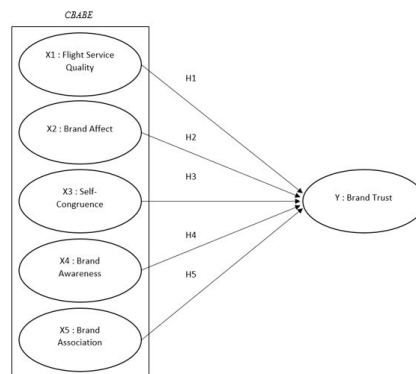 CBABE
X1 : Flight Service
Quality
H1
X2 : Brand Affect
H2
H3
X3 : Self-
Congruence
Y : Brand Trust
H4
X4 : Brand
Awareness
H5
X5 : Brand
Association